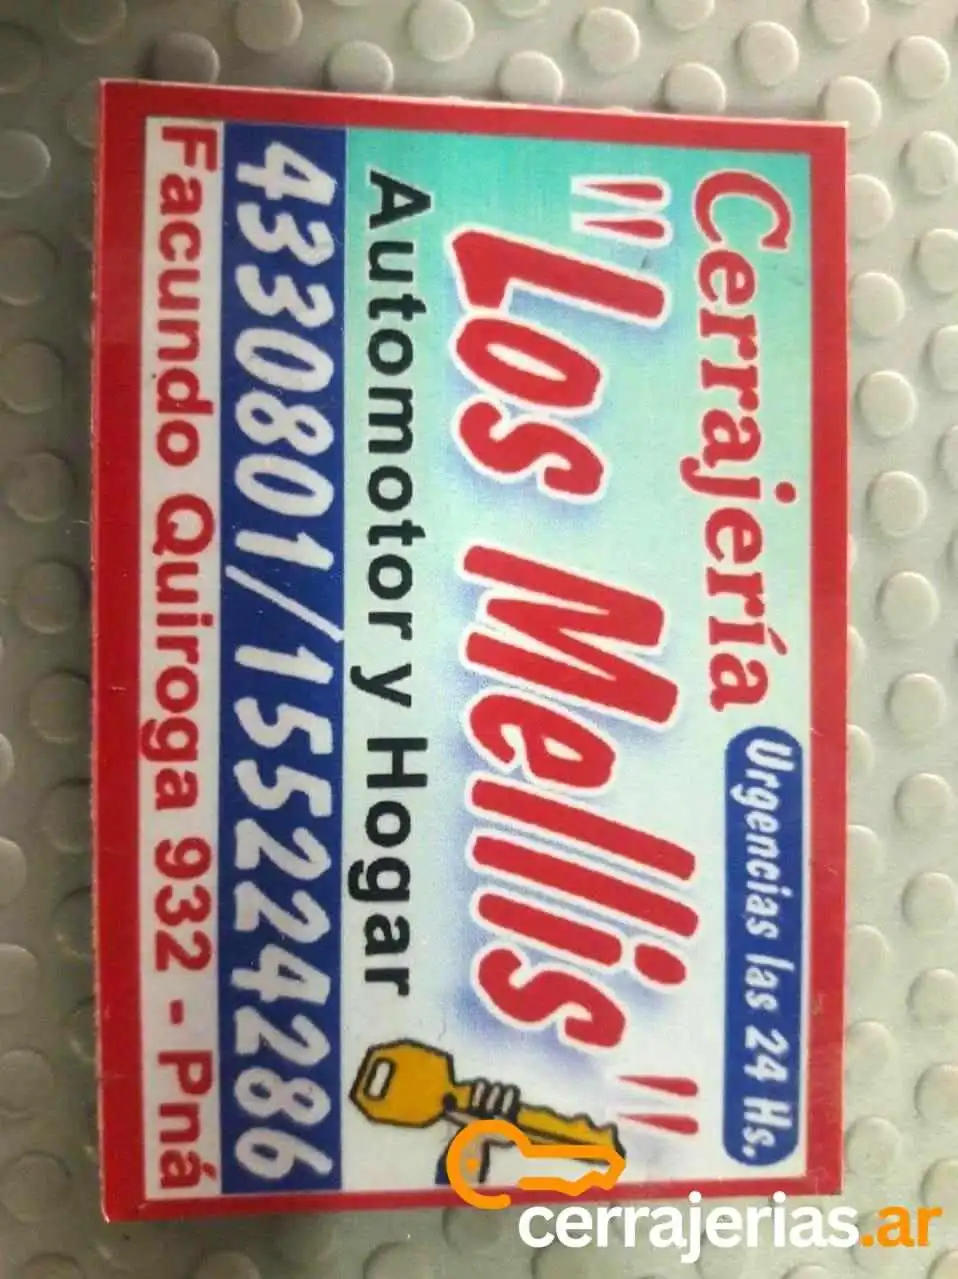 Cerrajería
Urgencias las 24 Hs.
"Los Mellis"
Automotor y Hogar
4330801/155224286
Facundo Quiroga 932 - Pná
cerrajerias.ar